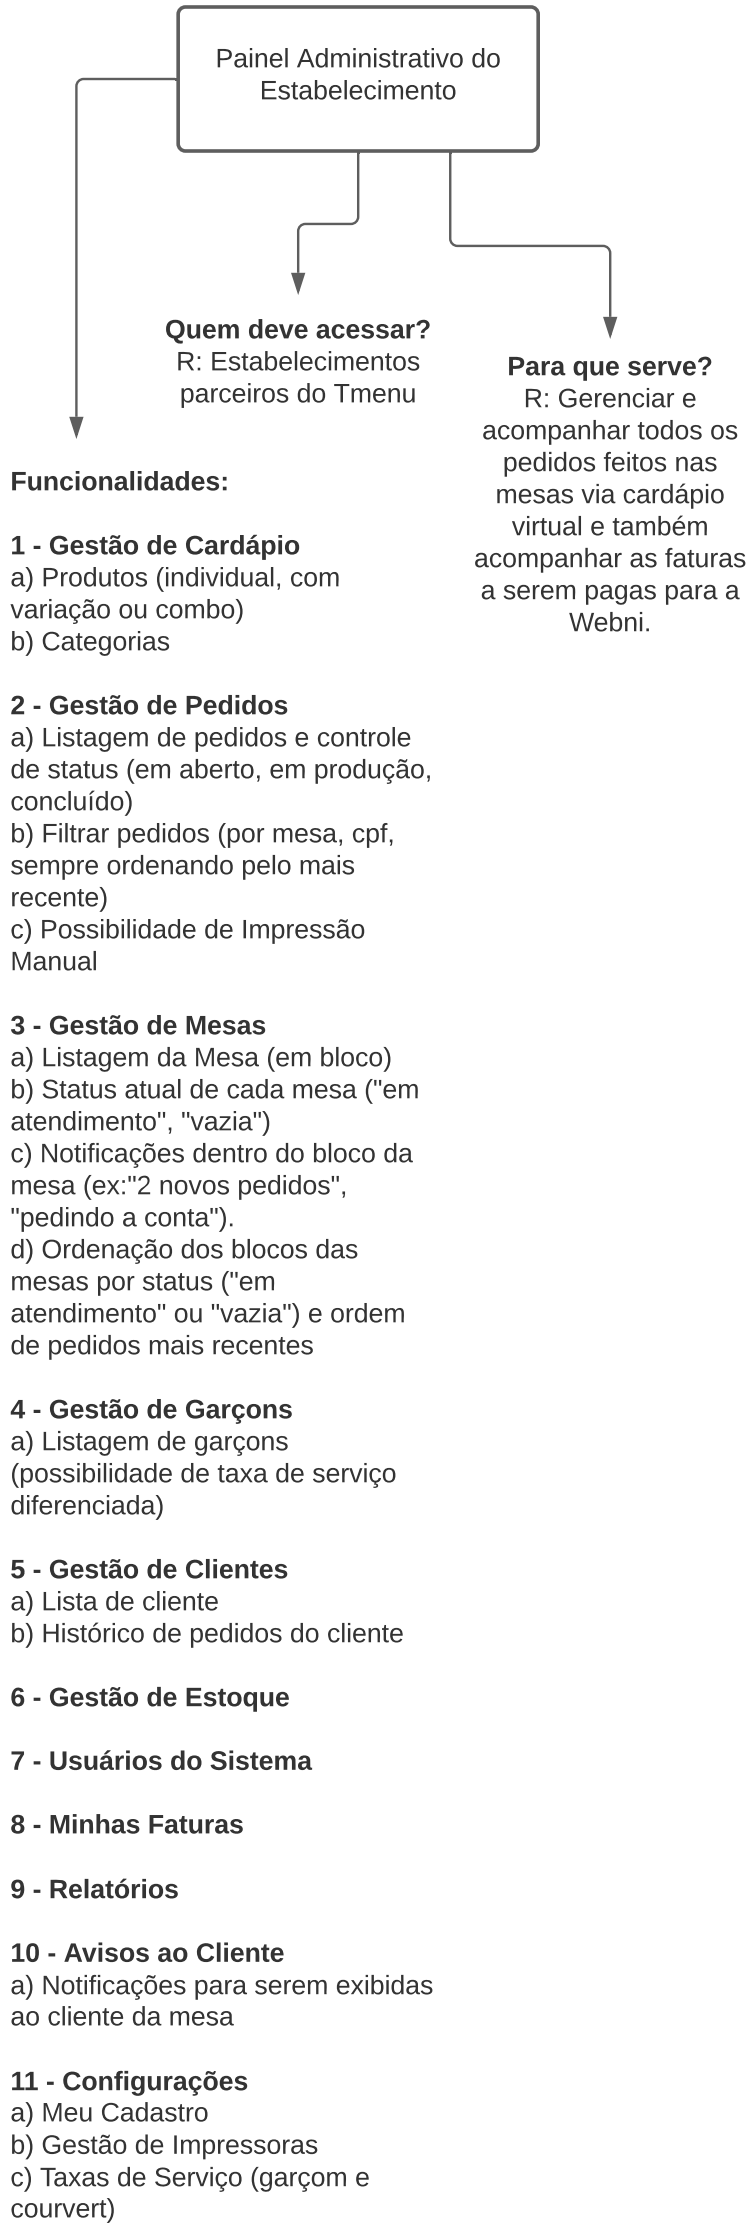 Painel Administrativo do
Estabelecimento
Quem deve acessar?
R: Estabelecimentos
parceiros do Tmenu
Para que serve?
R: Gerenciar e
acompanhar todos os
pedidos feitos nas
mesas via cardápio
virtual e também
acompanhar as faturas
a serem pagas para a
Webni.
Funcionalidades:
1 - Gestão de Cardápio
a) Produtos (individual, com
variação ou combo)
b) Categorias
2 - Gestão de Pedidos
a) Listagem de pedidos e controle
de status (em aberto, em produção,
concluído)
b) Filtrar pedidos (por mesa, cpf,
sempre ordenando pelo mais
recente)
c) Possibilidade de Impressão
Manual
3 - Gestão de Mesas
a) Listagem da Mesa (em bloco)
b) Status atual de cada mesa ("em
atendimento", "vazia")
c) Notificações dentro do bloco da
mesa (ex:"2 novos pedidos",
"pedindo a conta").
d) Ordenação dos blocos das
mesas por status ("em
atendimento" ou "vazia") e ordem
de pedidos mais recentes
4 - Gestão de Garçons
a) Listagem de garçons
(possibilidade de taxa de serviço
diferenciada)
5 - Gestão de Clientes
a) Lista de cliente
b) Histórico de pedidos do cliente
6 - Gestão de Estoque
7 - Usuários do Sistema
8 - Minhas Faturas
9 - Relatórios
10 - Avisos ao Cliente
a) Notificações para serem exibidas
ao cliente da mesa
11 - Configurações
a) Meu Cadastro
b) Gestão de Impressoras
c) Taxas de Serviço (garçom e
courvert)